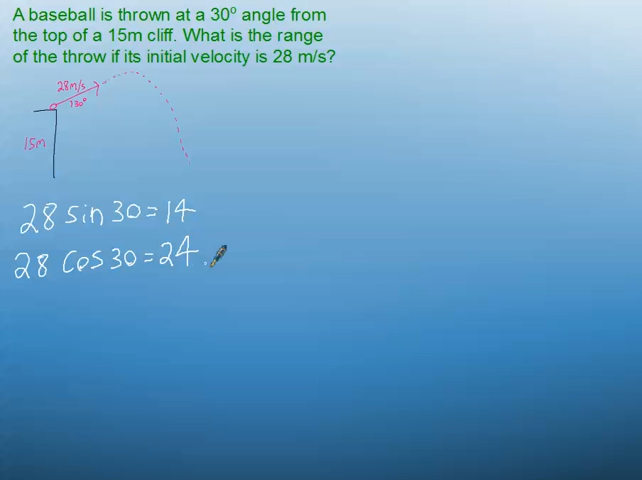 A baseball is thrown at a 30° angle from
the top of a 15m cliff. What is the range
of the throw if its initial velocity is 28 m/s?
28m/s
30°
15m
28 sin 30 = 14
28 cos 30 = 24.